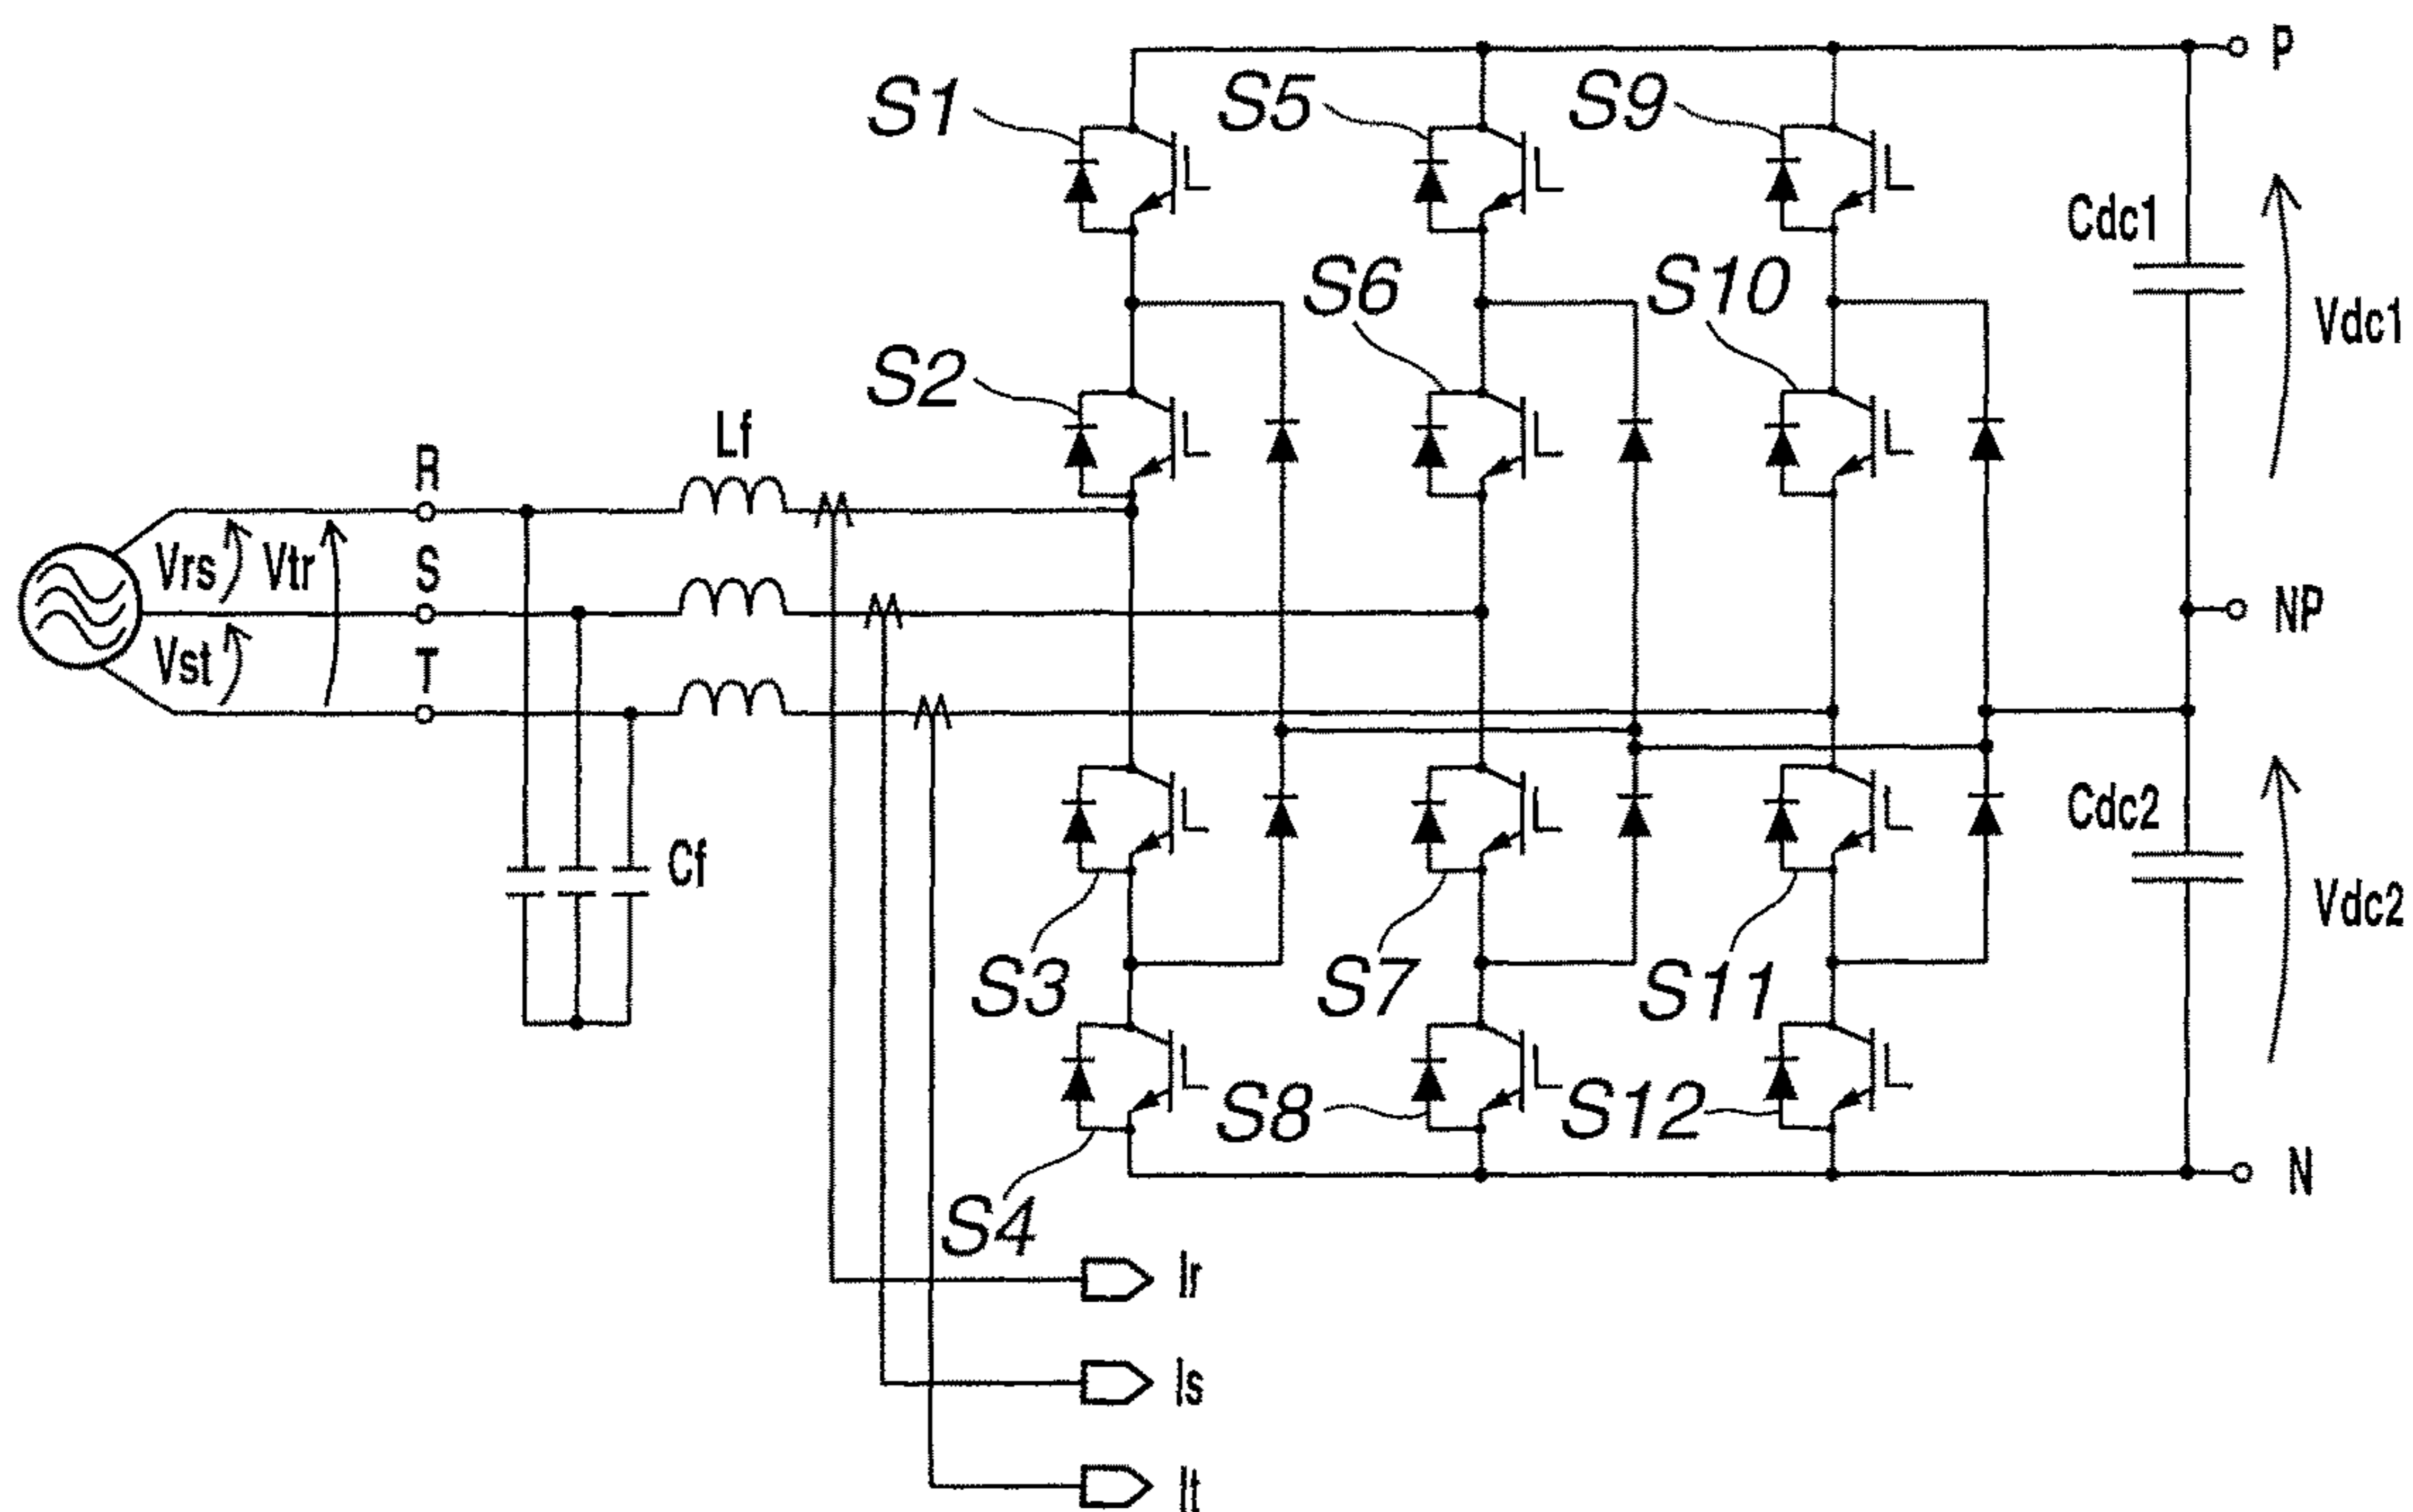 P
S1
S5
S9
Cdc1
Vdc1
S6
S10
S2
Lf
R
Vrs
Vtr
S
NP
Vst
T
Cdc2
Cf
Vdc2
S3
S7
S11
S8
S12
N
S4
Ir
Is
It